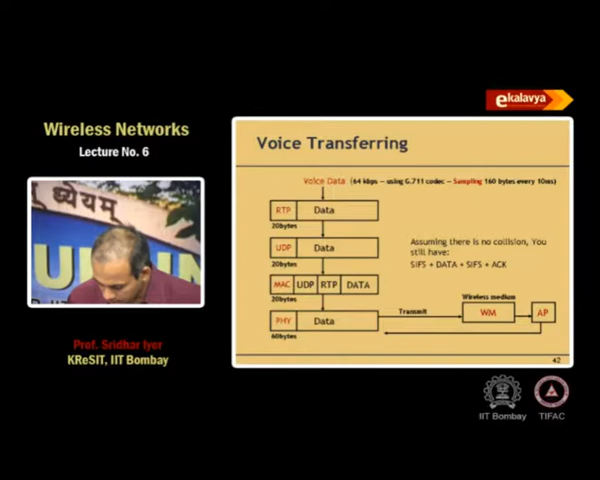 ekalavya
Wireless Networks
Lecture No. 6
Voice Transferring
Voice Data: (64 kbps – using G.711 codec – Sampling 160 bytes every 10ms)
RTP Data
20bytes
UDP Data
20bytes
MAC UDP RTP DATA
20bytes
PHY Data
60bytes
Assuming there is no collision, You
still have:
SIFS + DATA + SIFS + ACK
Wireless medium
Transmit
WM
AP
42
ध्येयम्
Prof. Sridhar Iyer
KReSIT, IIT Bombay
IIT Bombay
TIFAC